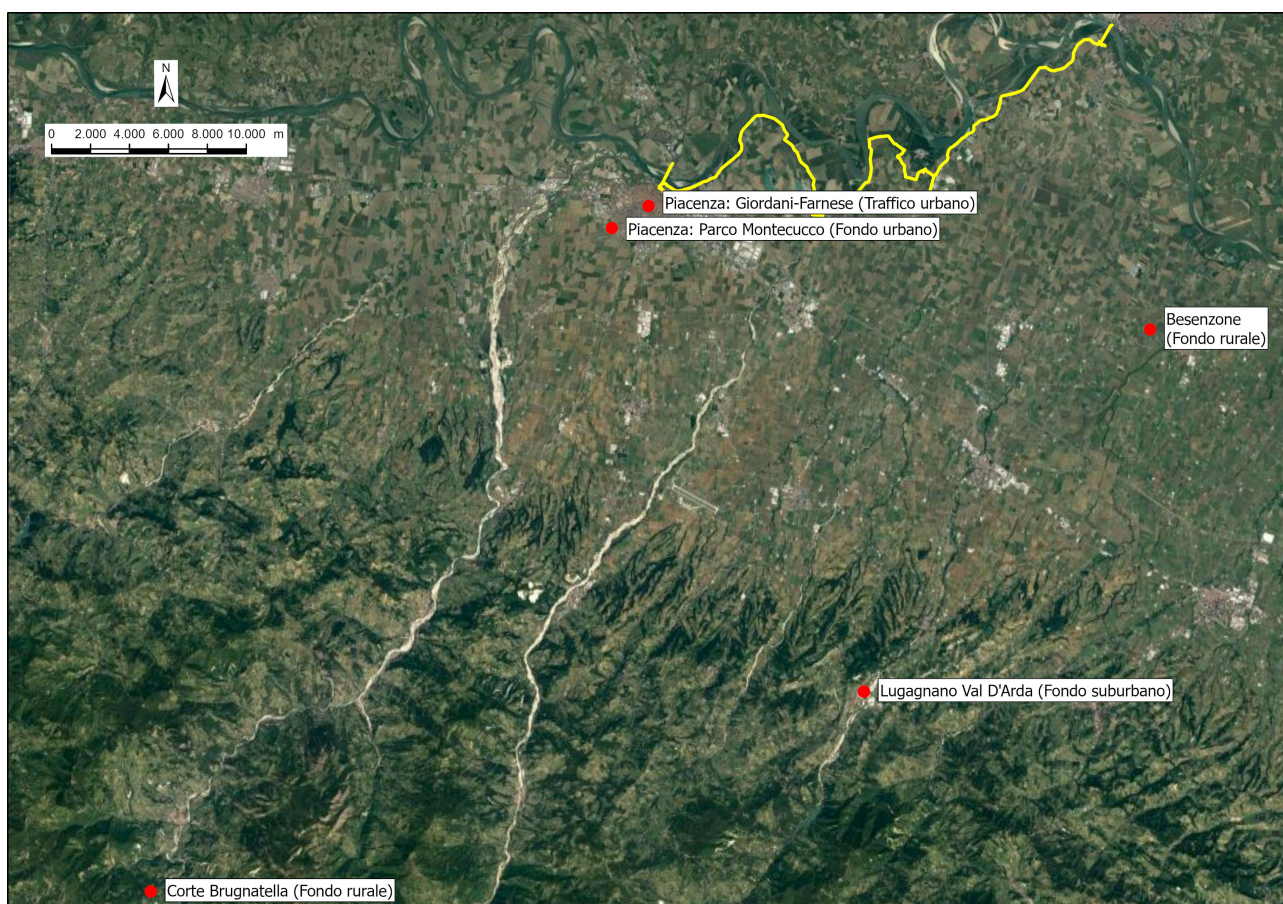 N
0 2.000 4.000 6.000 8.000 10.000 m
Piacenza: Giordani-Farnese (Traffico urbano)
Piacenza: Parco Montecucco (Fondo urbano)
Besenzone
(Fondo rurale)
Lugagnano Val D'Arda (Fondo suburbano)
Corte Brugnatella (Fondo rurale)